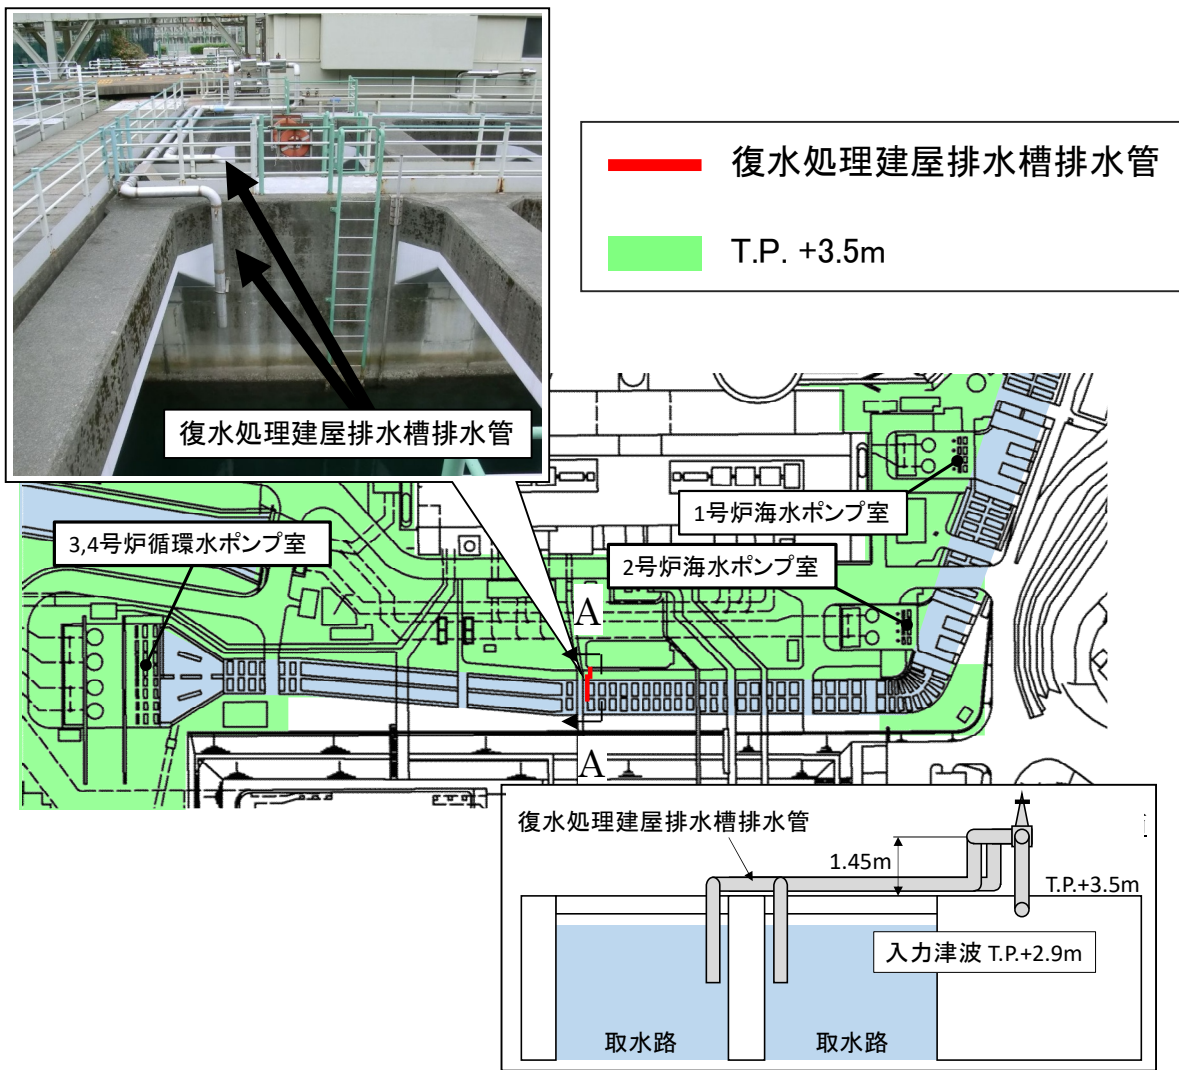 復水処理建屋排水槽排水管
T.P. +3.5m
復水処理建屋排水槽排水管
1号炉海水ポンプ室
3,4号炉循環水ポンプ室
2号炉海水ポンプ室
A
A
復水処理建屋排水槽排水管
1.45m
T.P.+3.5m
入力津波 T.P.+2.9m
取水路
取水路